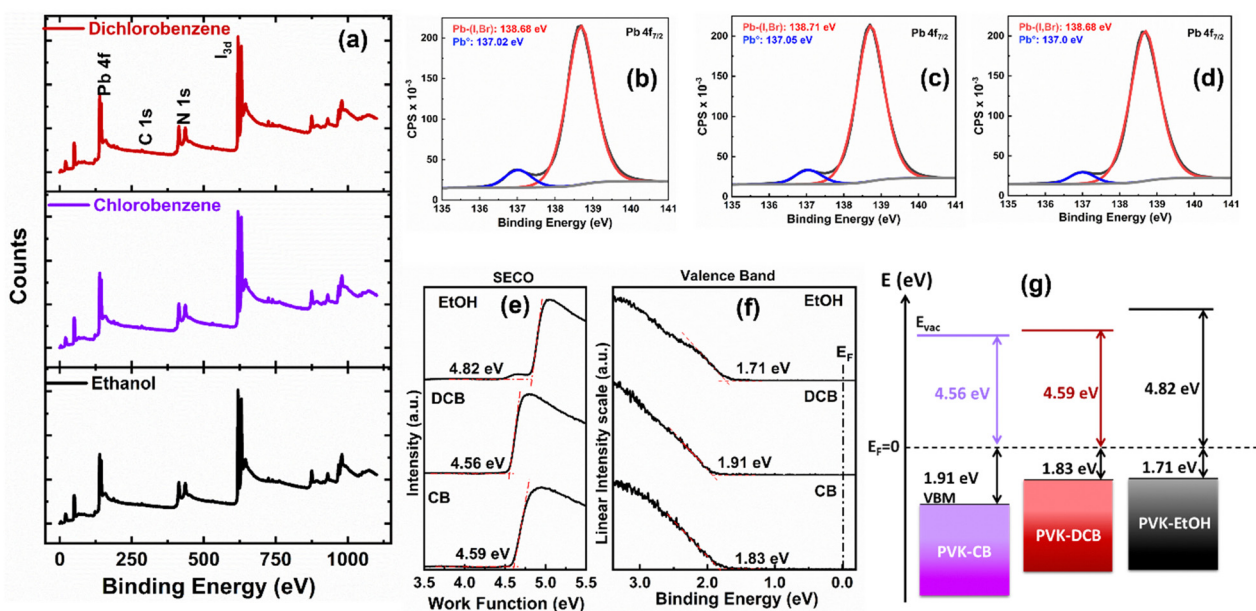 (a)
Dichlorobenzene
Pb 4f
C 1s
N 1s
I3d
Chlorobenzene
Ethanol
Counts
0 250 500 750 1000
Binding Energy (eV)
(b)
Pb-(I,Br): 138.68 eV
Pb°: 137.02 eV
Pb 4f7/2
CPS x 10-3
200
150
100
50
0
135 136 137 138 139 140 141
Binding Energy (eV)
(c)
Pb-(I,Br): 138.71 eV
Pb°: 137.05 eV
Pb 4f7/2
CPS x 10-3
200
150
100
50
0
135 136 137 138 139 140 141
Binding Energy (eV)
(d)
Pb-(I,Br): 138.68 eV
Pb°: 137.0 eV
Pb 4f7/2
CPS x 10-3
200
150
100
50
0
135 136 137 138 139 140 141
Binding Energy (eV)
SECO
(e)
EtOH
4.82 eV
DCB
4.56 eV
CB
4.59 eV
Intensity (a.u.)
3.5 4.0 4.5 5.0 5.5
Work Function (eV)
Valence Band
(f)
EtOH
EF
1.71 eV
DCB
1.91 eV
CB
1.83 eV
Linear Intensity scale (a.u.)
3.0 2.0 1.0 0.0
Binding Energy (eV)
(g)
E (eV)
Evac
4.56 eV
4.59 eV
4.82 eV
EF=0
1.91 eV
VBM
1.83 eV
1.71 eV
PVK-CB
PVK-DCB
PVK-EtOH